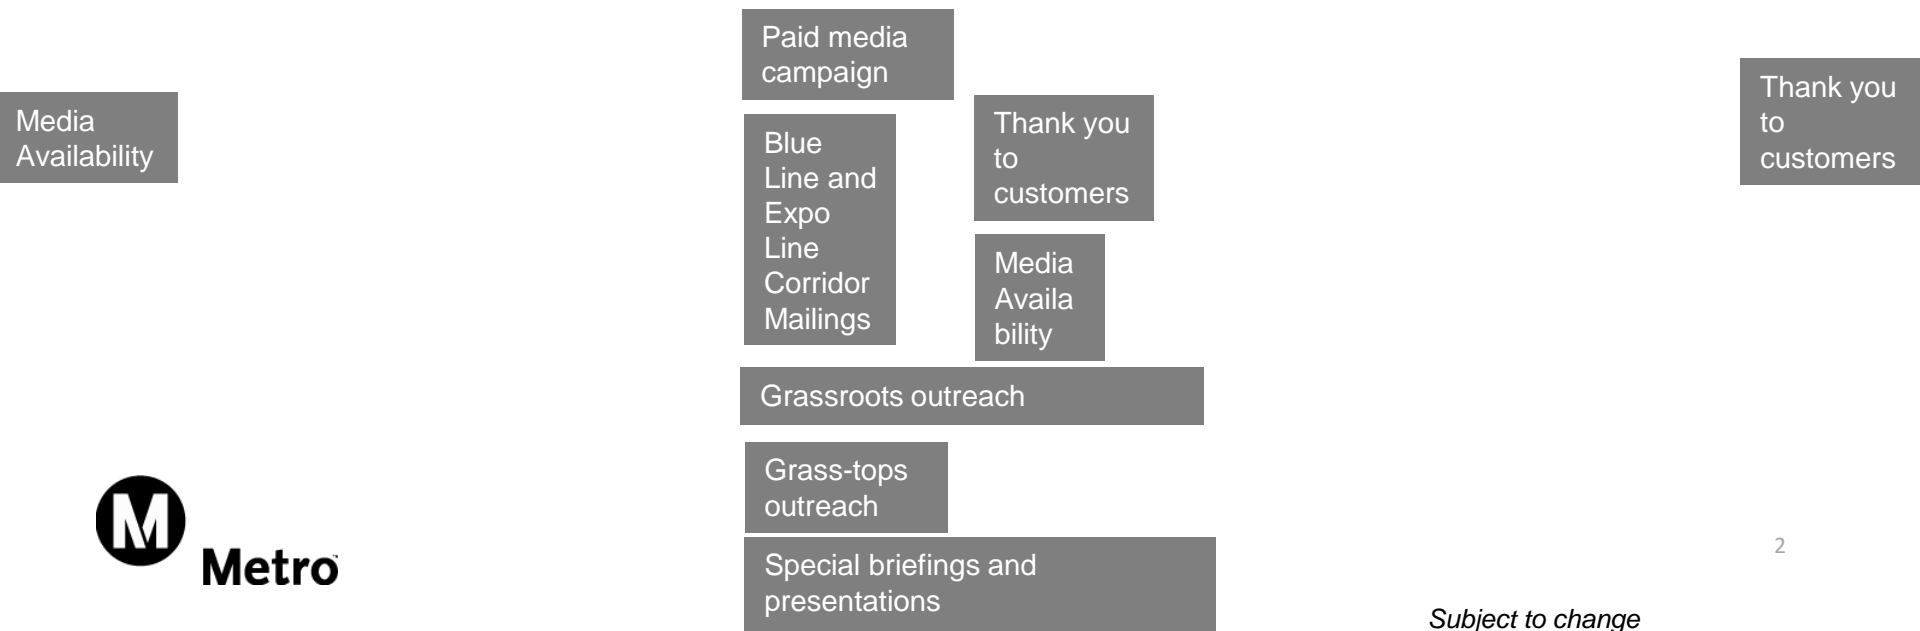 Paid media
campaign
Thank you
to
customers
Media
Availability
Blue
Line and
Expo
Line
Corridor
Mailings
Thank you
to
customers
Media
Availa
bility
Grassroots outreach
Grass-tops
outreach
M
Metro
Special briefings and
presentations
2
Subject to change